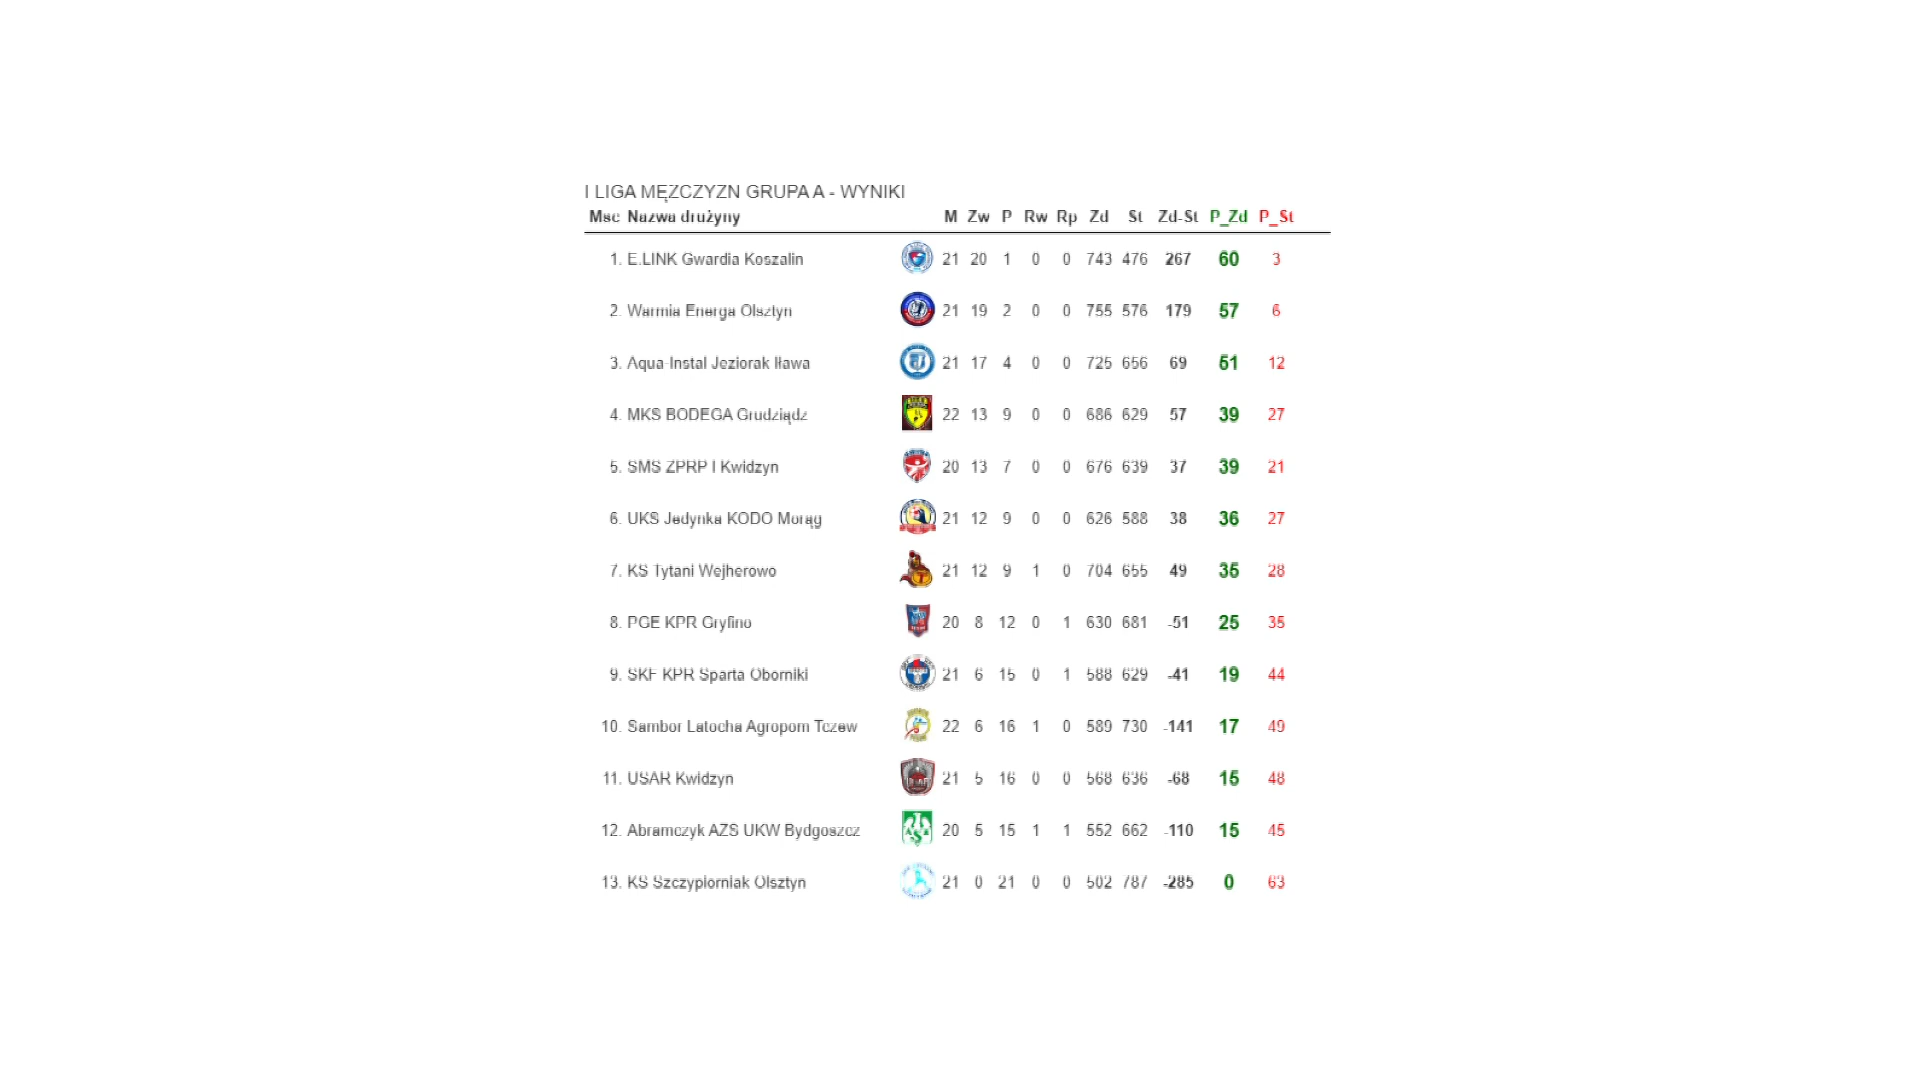 I LIGA MĘŻCZYZN GRUPA A - WYNIKI
Msc Nazwa drużyny M Zw P Rw Rp Zd St Zd-St P_Zd P_St
1. E.LINK Gwardia Koszalin 21 20 1 0 0 743 476 267 60 3
2. Warmia Energa Olsztyn 21 19 2 0 0 755 576 179 57 6
3. Aqua-Instal Jeziorak Iława 21 17 4 0 0 725 656 69 51 12
4. MKS BODEGA Grudziądz 22 13 9 0 0 686 629 57 39 27
5. SMS ZPRP I Kwidzyn 20 13 7 0 0 676 639 37 39 21
6. UKS Jedynka KODO Morąg 21 12 9 0 0 626 588 38 36 27
7. KS Tytani Wejherowo 21 12 9 1 0 704 655 49 35 28
8. PGE KPR Gryfino 20 8 12 0 1 630 681 -51 25 35
9. SKF KPR Sparta Oborniki 21 6 15 0 1 588 629 -41 19 44
10. Sambor Latocha Agropom Tczew 22 6 16 1 0 589 730 -141 17 49
11. USAR Kwidzyn 21 5 16 0 0 568 636 -68 15 48
12. Abramczyk AZS UKW Bydgoszcz 20 5 15 1 1 552 662 -110 15 45
13. KS Szczypiorniak Olsztyn 21 0 21 0 0 502 787 -285 0 63